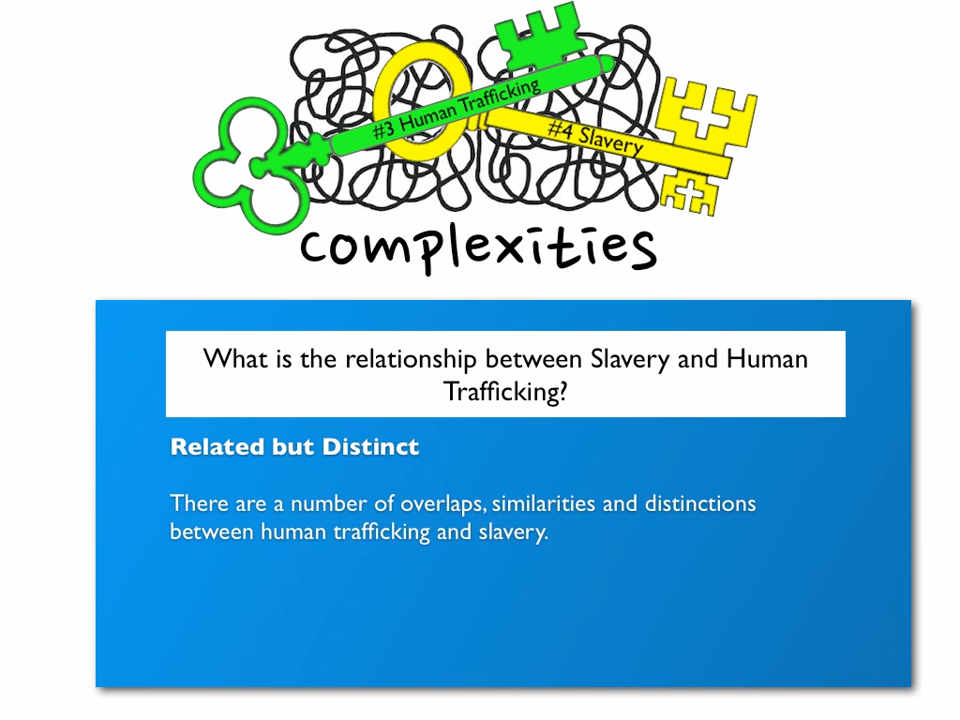 #3 Human Trafficking
#4 Slavery
complexities
What is the relationship between Slavery and Human
Trafficking?
Related but Distinct
There are a number of overlaps, similarities and distinctions
between human trafficking and slavery.